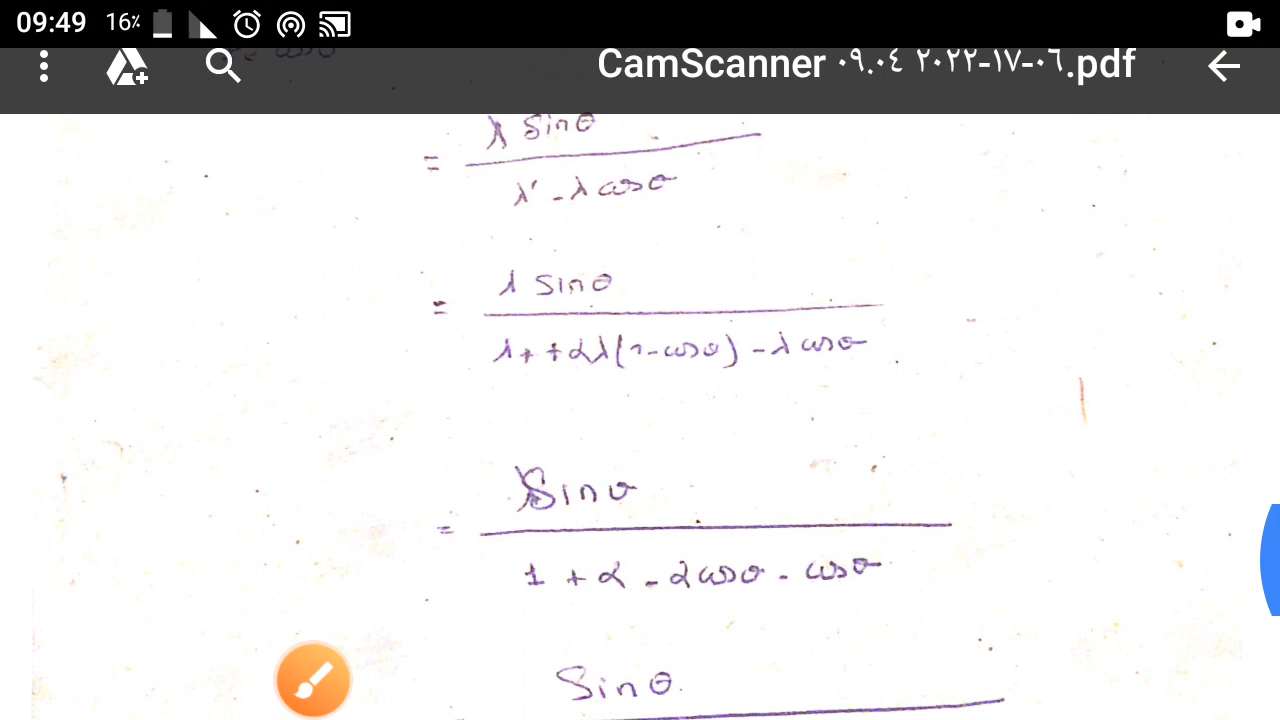 09:49 16%
CamScanner ٠٦-١٧-٢٠٢٢ ٠٩.٠٤.pdf
λ Sinθ
=
λ' - λ cosθ
λ Sinθ
=
λ + + αλ(1-cosθ) - λ cosθ
Sinθ
=
1 + α - αcosθ - cosθ
Sinθ